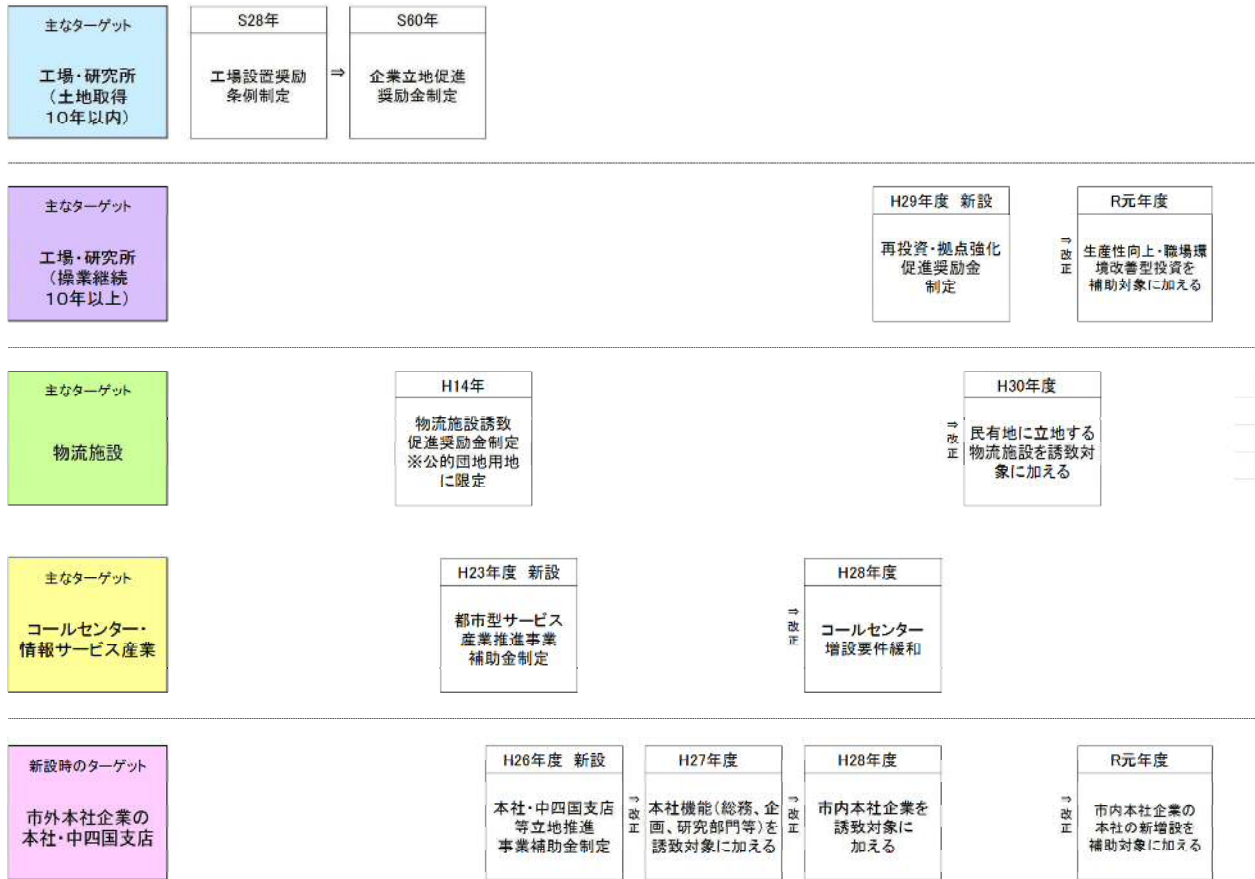 主なターゲット
工場・研究所
（土地取得
10年以内）
S28年
工場設置奨励
条例制定
⇒
S60年
企業立地促進
奨励金制定
主なターゲット
工場・研究所
（操業継続
10年以上）
H29年度 新設
再投資・拠点強化
促進奨励金
制定
⇒
改正
R元年度
生産性向上・職場環
境改善型投資を
補助対象に加える
主なターゲット
物流施設
H14年
物流施設誘致
促進奨励金制定
※公的団地用地
に限定
⇒
改正
H30年度
民有地に立地する
物流施設を誘致対
象に加える
主なターゲット
コールセンター・
情報サービス産業
H23年度 新設
都市型サービス
産業推進事業
補助金制定
⇒
改正
H28年度
コールセンター
増設要件緩和
新設時のターゲット
市外本社企業の
本社・中四国支店
H26年度 新設
本社・中四国支店
等立地推進
事業補助金制定
⇒
改正
H27年度
本社機能（総務、企
画、研究部門等）を
誘致対象に加える
⇒
改正
H28年度
市内本社企業を
誘致対象に
加える
⇒
改正
R元年度
市内本社企業の
本社の新増設を
補助対象に加える